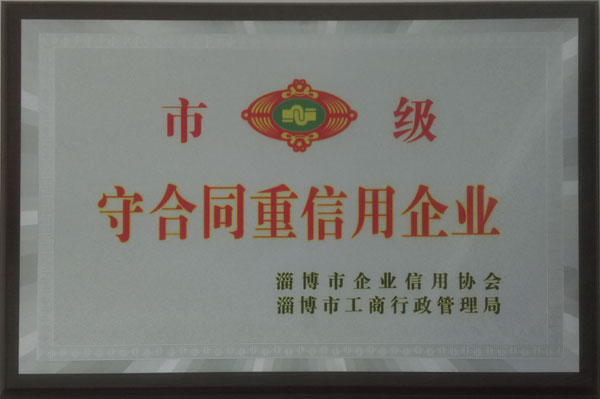 市 级
守合同重信用企业
淄博市企业信用协会
淄博市工商行政管理局